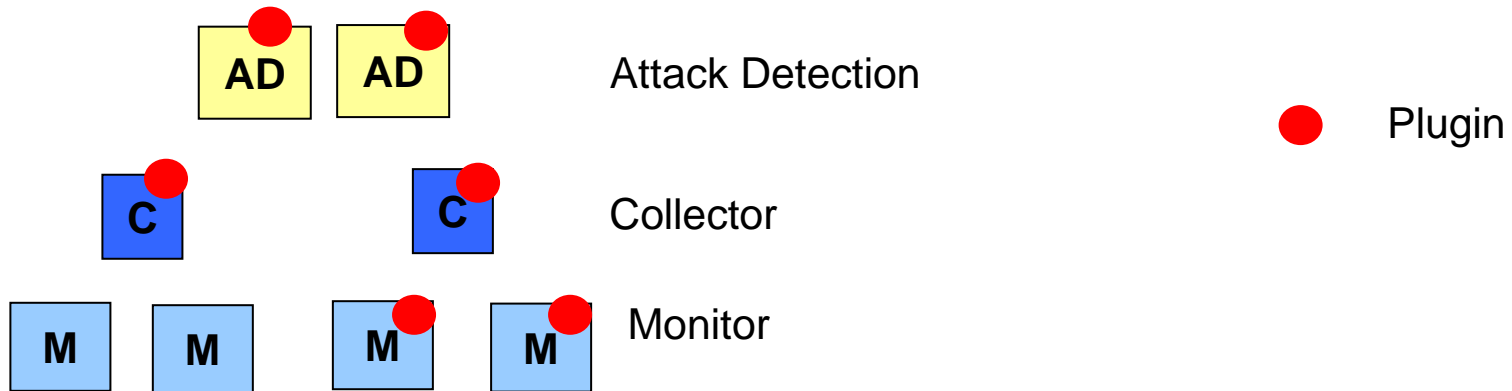 AD AD Attack Detection
Plugin
C C Collector
M M M M Monitor